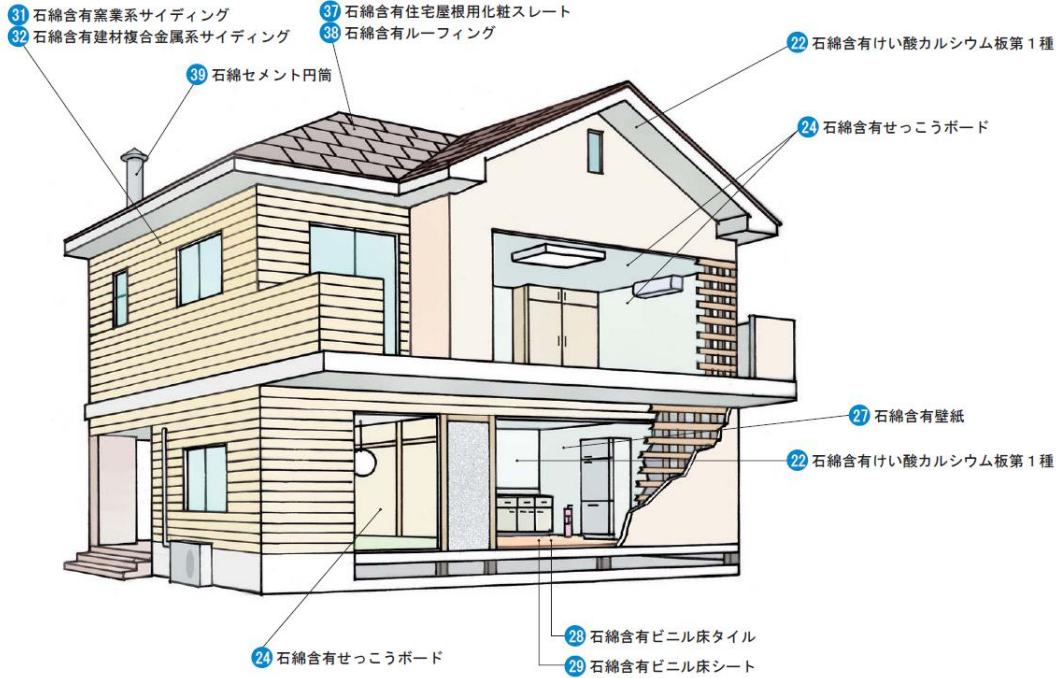 31 石綿含有窯業系サイディング
32 石綿含有建材複合金属系サイディング
37 石綿含有住宅屋根用化粧スレート
38 石綿含有ルーフィング
39 石綿セメント円筒
22 石綿含有けい酸カルシウム板第1種
24 石綿含有せっこうボード
27 石綿含有壁紙
22 石綿含有けい酸カルシウム板第1種
28 石綿含有ビニル床タイル
24 石綿含有せっこうボード
29 石綿含有ビニル床シート